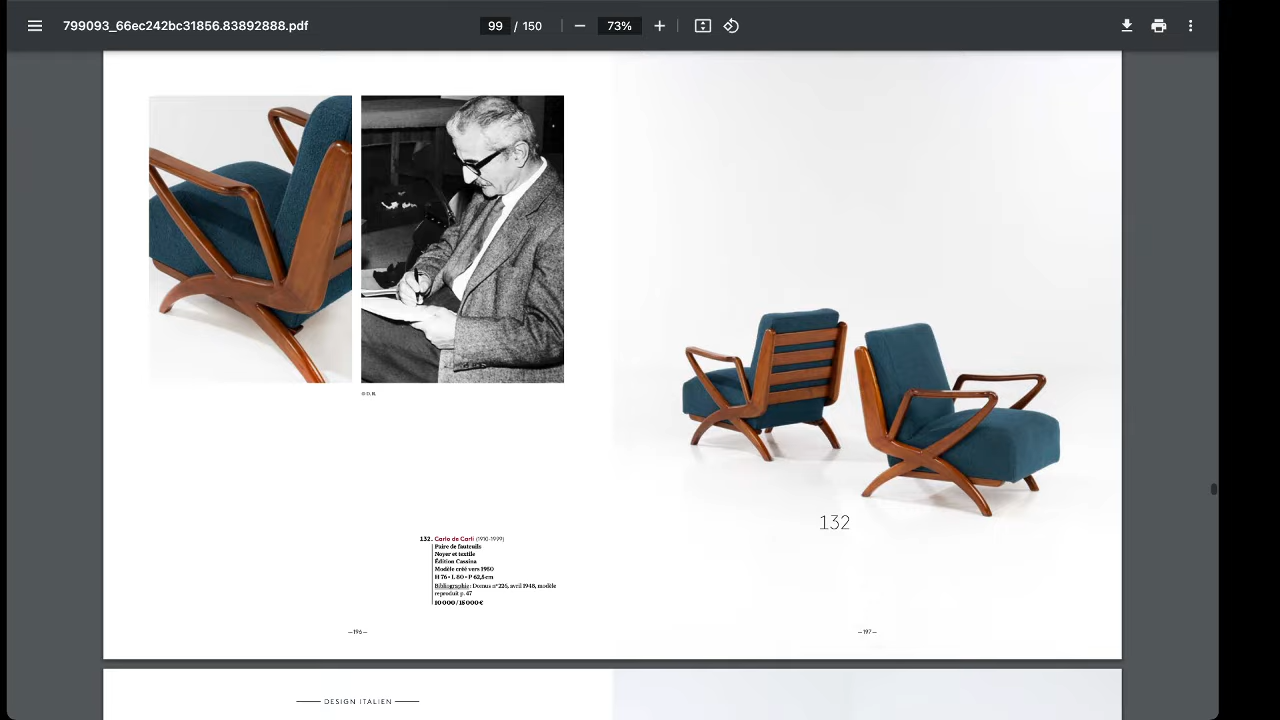 799093_66ec242bc31856.83892888.pdf
99 / 150
73%
© D. R.
132
132. Carlo de Carli (1910-1999)
Paire de fauteuils
Noyer et textile
Édition Cassina
Modèle créé vers 1950
H 76 • L 80 • P 62,5 cm
Bibliographie : Domus n°226, avril 1948, modèle
reproduit p. 47
10 000 / 15 000 €
—196—
—197—
DESIGN ITALIEN